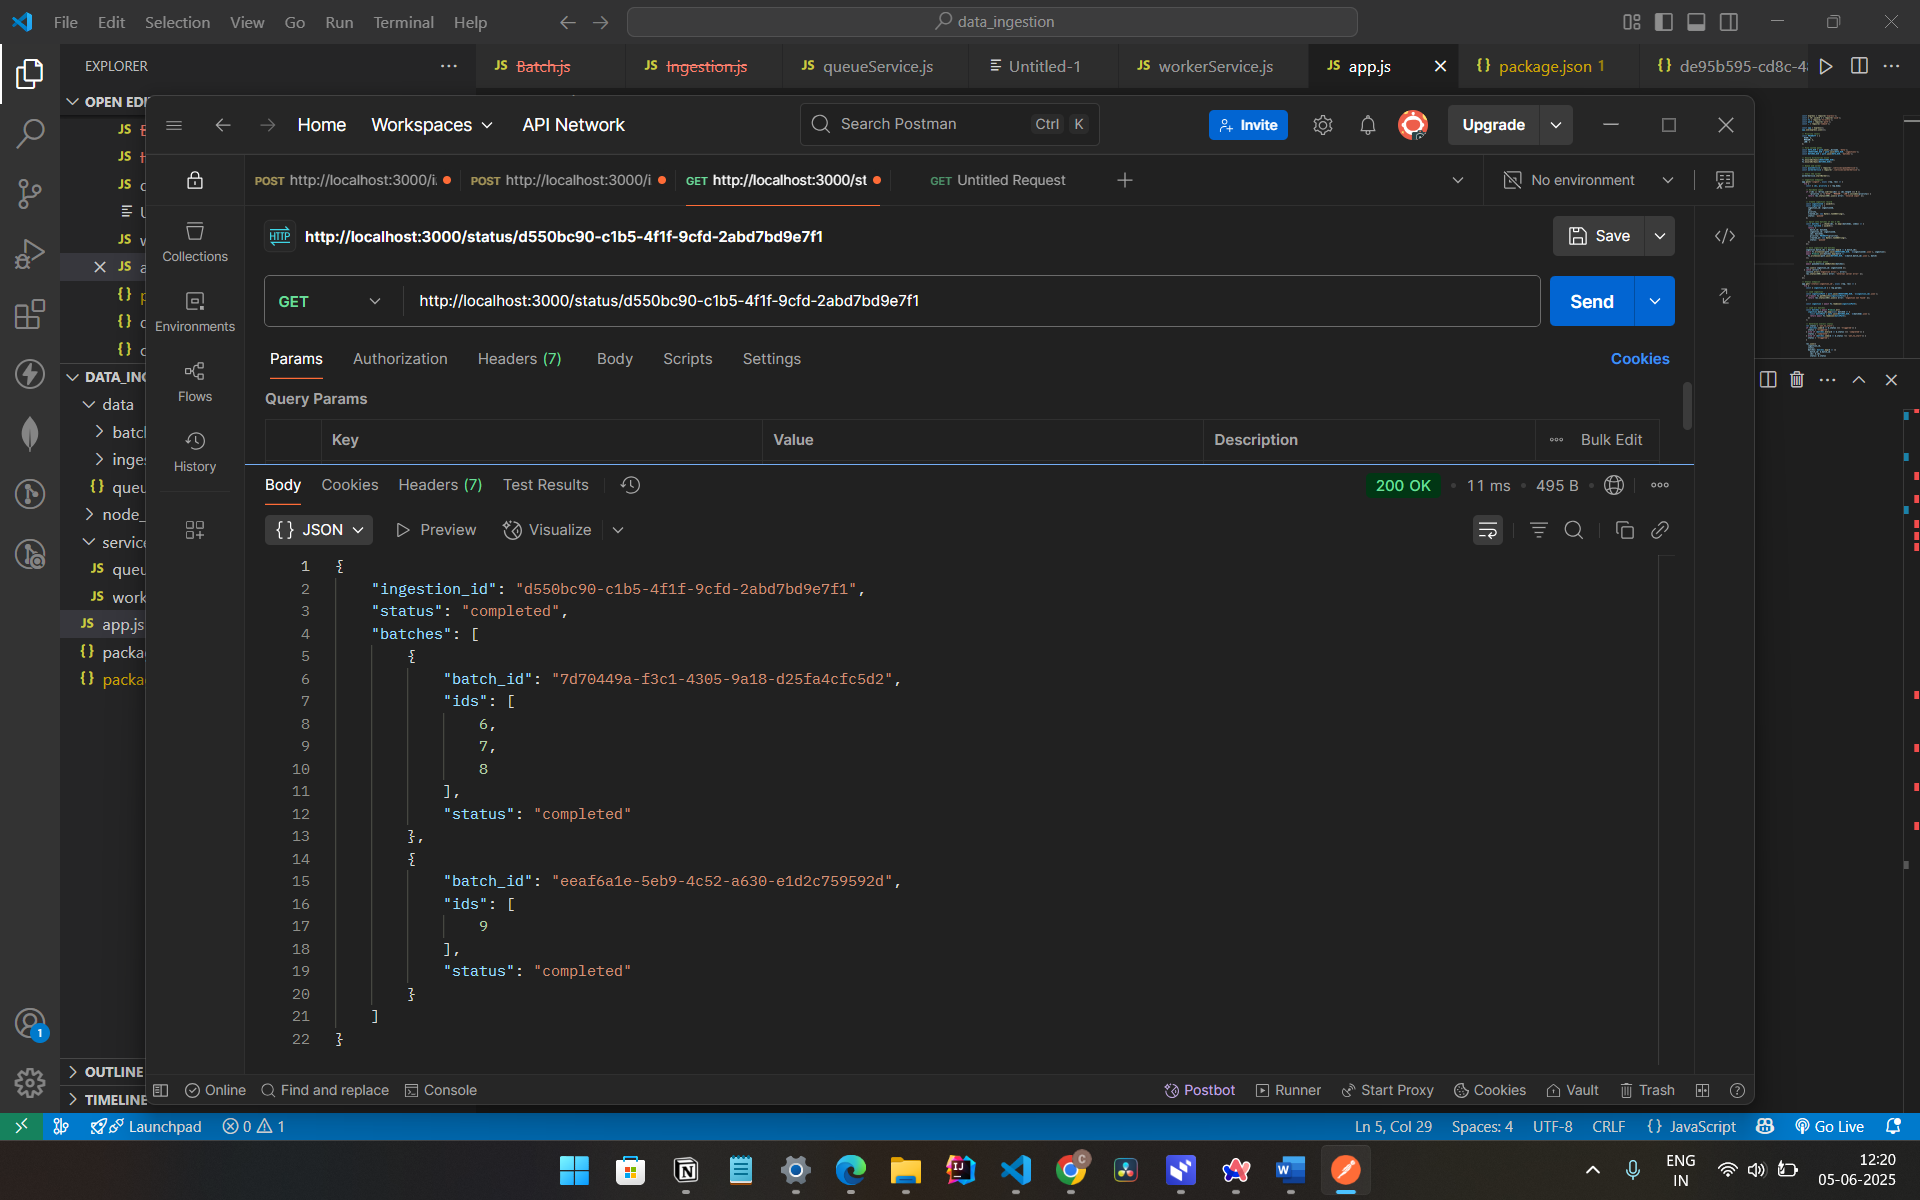 File Edit Selection View Go Run Terminal Help
data_ingestion
EXPLORER
JS Batch.js
JS Ingestion.js
JS queueService.js
Untitled-1
JS workerService.js
JS app.js
{} package.json 1
{} de95b595-cd8c-4
OPEN EDI
DATA_ING
data
batc
inge
{} queu
node_
service
JS queu
JS work
JS app.js
{} packa
{} packa
OUTLINE
TIMELINE
Home Workspaces API Network
Search Postman Ctrl K
Invite
Upgrade
POST http://localhost:3000/i
POST http://localhost:3000/i
GET http://localhost:3000/st
GET Untitled Request
No environment
Collections
Environments
Flows
History
HTTP http://localhost:3000/status/d550bc90-c1b5-4f1f-9cfd-2abd7bd9e7f1
Save
GET http://localhost:3000/status/d550bc90-c1b5-4f1f-9cfd-2abd7bd9e7f1
Send
Params Authorization Headers (7) Body Scripts Settings
Cookies
Query Params
Key Value Description Bulk Edit
Body Cookies Headers (7) Test Results
200 OK 11 ms 495 B
{} JSON Preview Visualize
1 {
2 "ingestion_id": "d550bc90-c1b5-4f1f-9cfd-2abd7bd9e7f1",
3 "status": "completed",
4 "batches": [
5 {
6 "batch_id": "7d70449a-f3c1-4305-9a18-d25fa4cfc5d2",
7 "ids": [
8 6,
9 7,
10 8
11 ],
12 "status": "completed"
13 },
14 {
15 "batch_id": "eeaf6a1e-5eb9-4c52-a630-e1d2c759592d",
16 "ids": [
17 9
18 ],
19 "status": "completed"
20 }
21 ]
22 }
Online Find and replace Console
Postbot Runner Start Proxy Cookies Vault Trash
Launchpad 0 1
Ln 5, Col 29 Spaces: 4 UTF-8 CRLF {} JavaScript Go Live
ENG
IN
12:20
05-06-2025